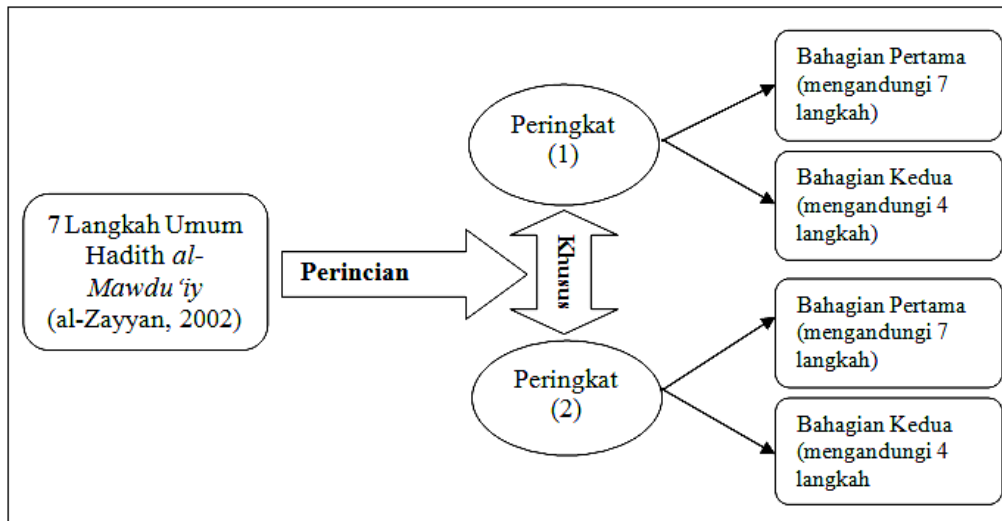 7 Langkah Umum
Hadith al-
Mawdu ‘iy
(al-Zayyan, 2002)
Perincian
Khusus
Peringkat
(1)
Bahagian Pertama
(mengandungi 7
langkah)
Bahagian Kedua
(mengandungi 4
langkah)
Peringkat
(2)
Bahagian Pertama
(mengandungi 7
langkah)
Bahagian Kedua
(mengandungi 4
langkah